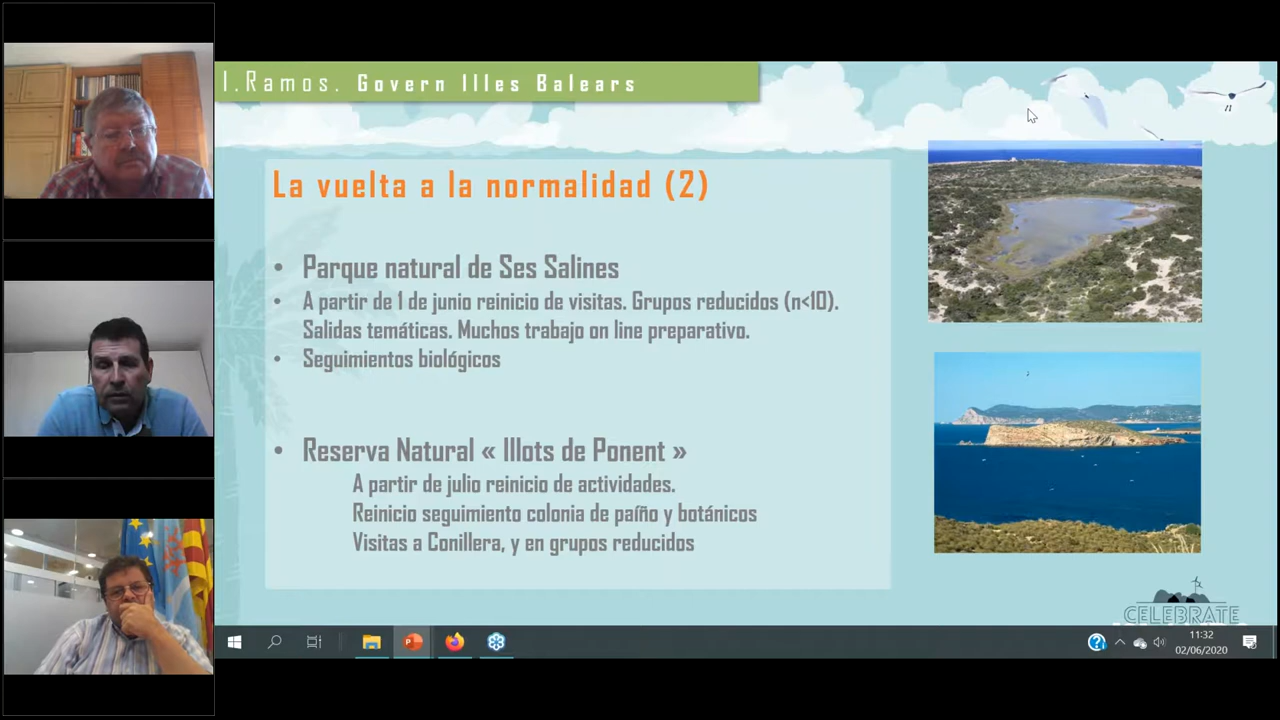 I.Ramos. Govern Illes Balears
La vuelta a la normalidad (2)
• Parque natural de Ses Salines
• A partir de 1 de junio reinicio de visitas. Grupos reducidos (n<10).
Salidas temáticas. Muchos trabajo on line preparativo.
• Seguimientos biológicos
• Reserva Natural « Illots de Ponent »
A partir de julio reinicio de actividades.
Reinicio seguimiento colonia de paíño y botánicos
Visitas a Conillera, y en grupos reducidos
CELEBRATE
11:32
02/06/2020